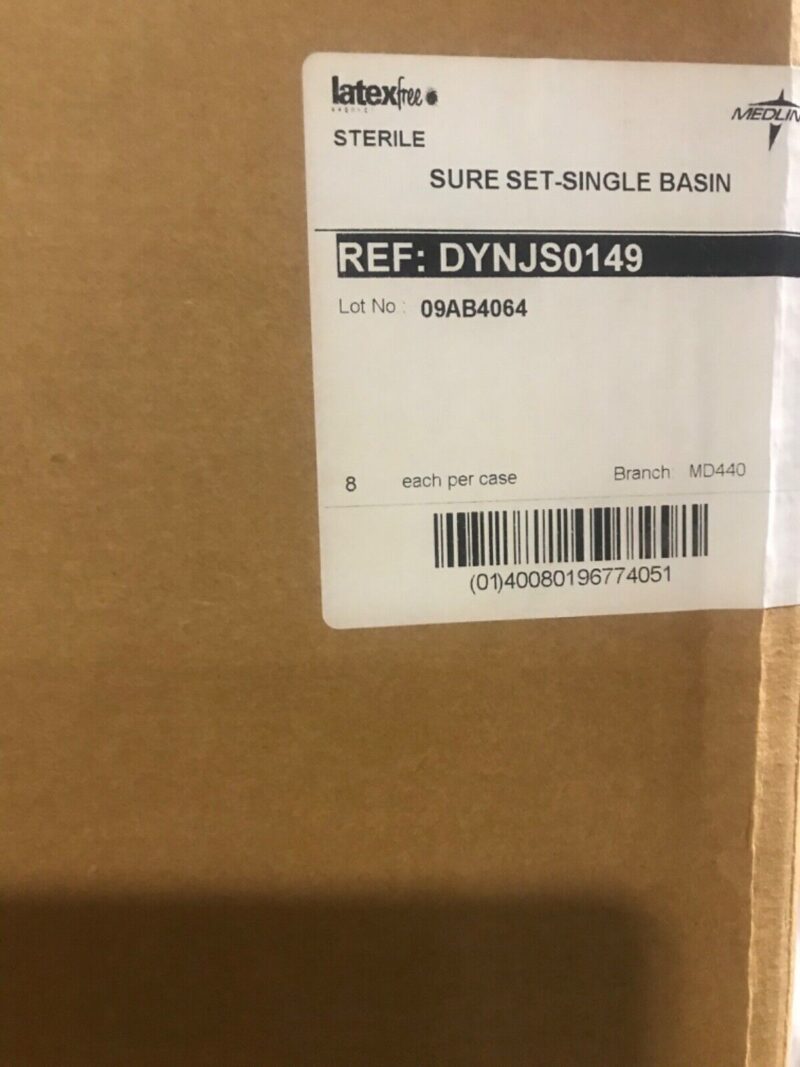 latexfree
STERILE
MEDLIN
SURE SET-SINGLE BASIN
REF: DYNJS0149
Lot No : 09AB4064
8 each per case
Branch: MD440
(01)40080196774051